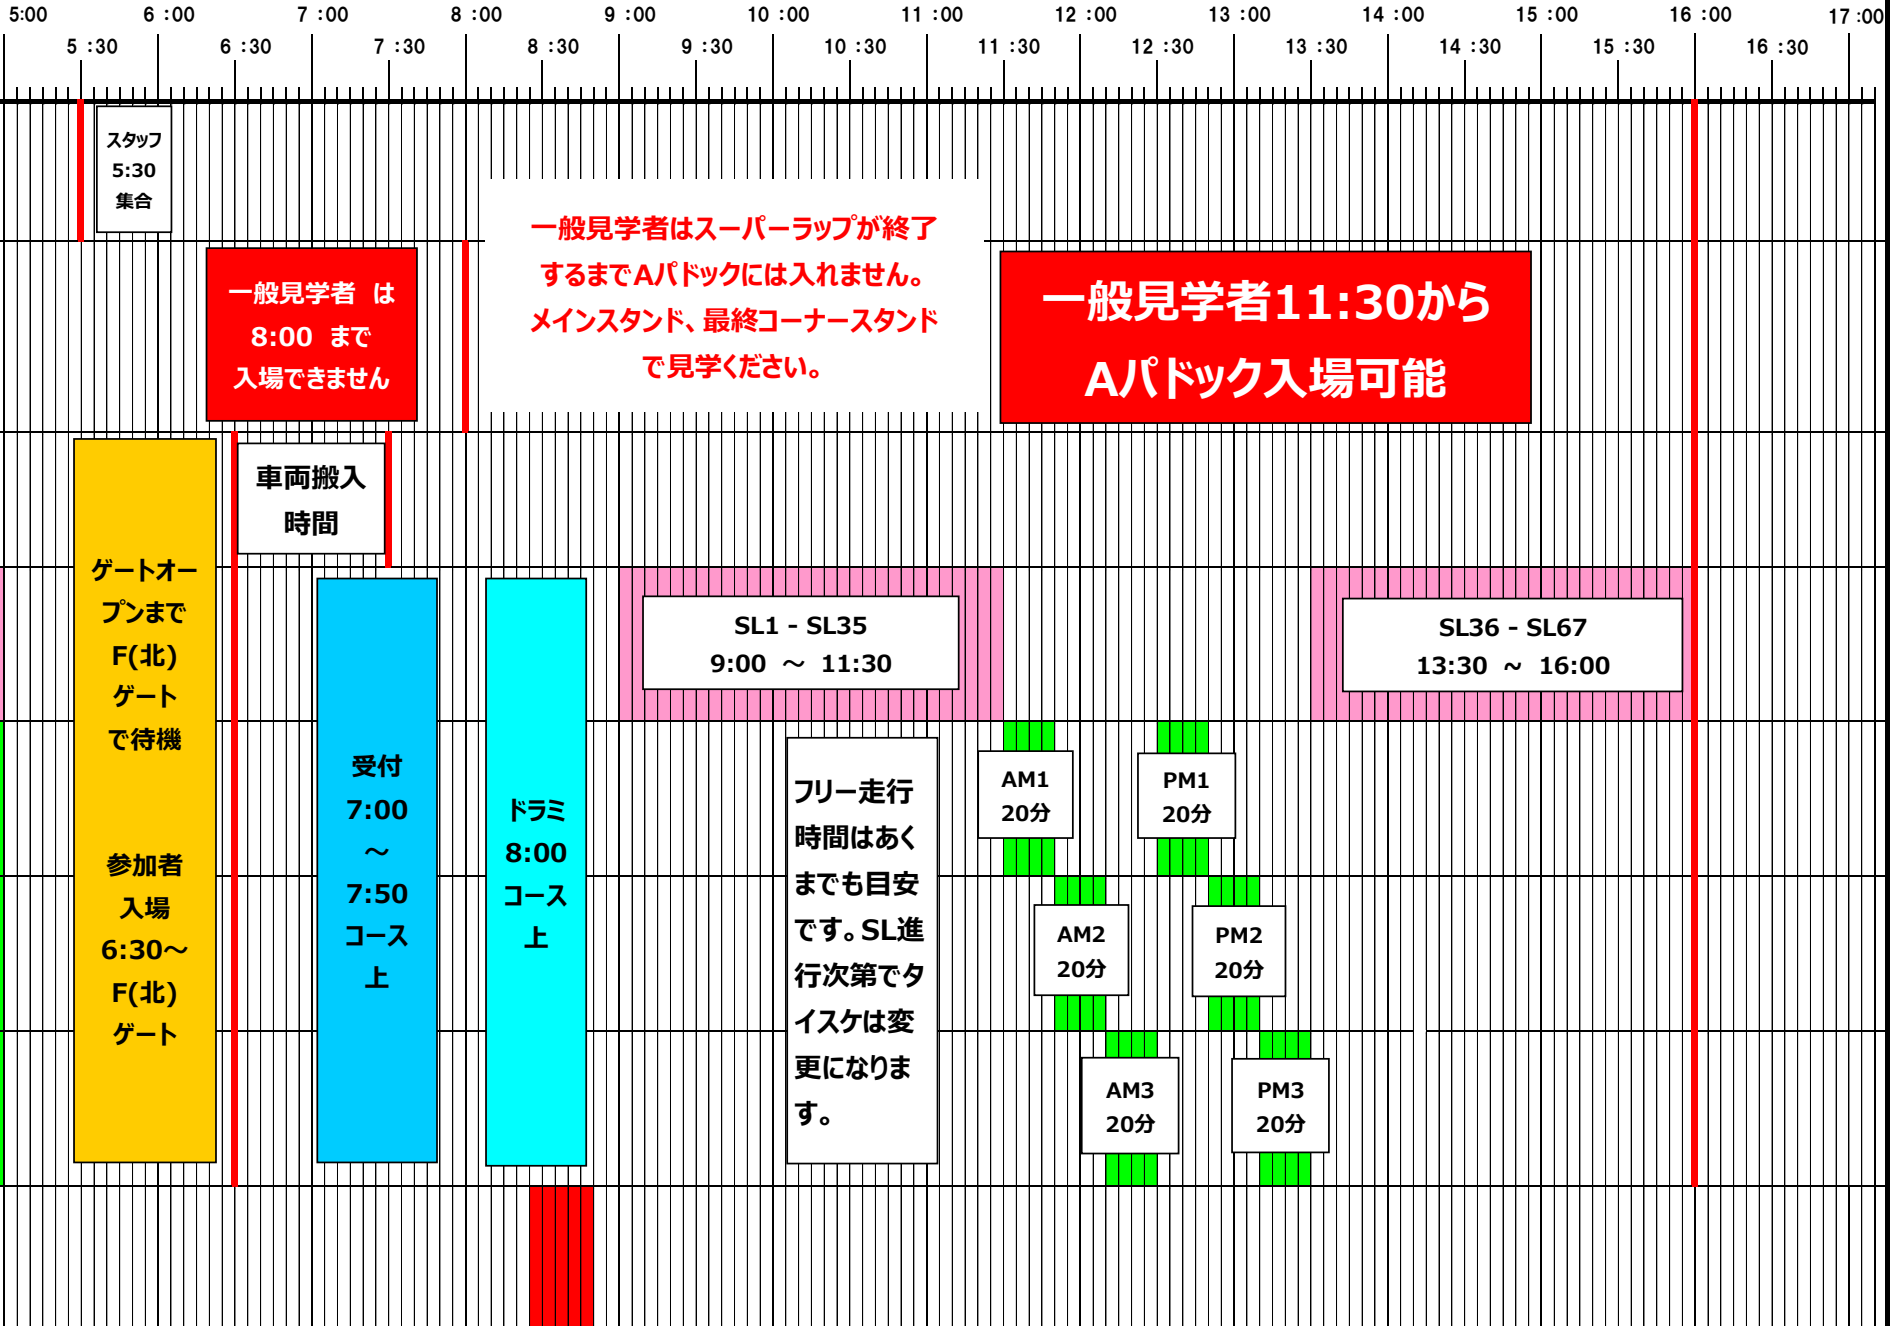 5:00 6:00 7:00 8:00 9:00 10:00 11:00 12:00 13:00 14:00 15:00 16:00 17:00
5:30 6:30 7:30 8:30 9:30 10:30 11:30 12:30 13:30 14:30 15:30 16:30
スタッフ
5:30
集合
一般見学者 は
8:00 まで
入場できません
一般見学者はスーパーラップが終了
するまでAパドックには入れません。
メインスタンド、最終コーナースタンド
で見学ください。
一般見学者11:30から
Aパドック入場可能
ゲートオー
プンまで
F(北)
ゲート
で待機
参加者
入場
6:30～
F(北)
ゲート
車両搬入
時間
受付
7:00
～
7:50
コース
上
ドラミ
8:00
コース
上
SL1 - SL35
9:00 ～ 11:30
SL36 - SL67
13:30 ~ 16:00
フリー走行
時間はあく
までも目安
です。SL進
行次第でタ
イスケは変
更になりま
す。
AM1
20分
PM1
20分
AM2
20分
PM2
20分
AM3
20分
PM3
20分